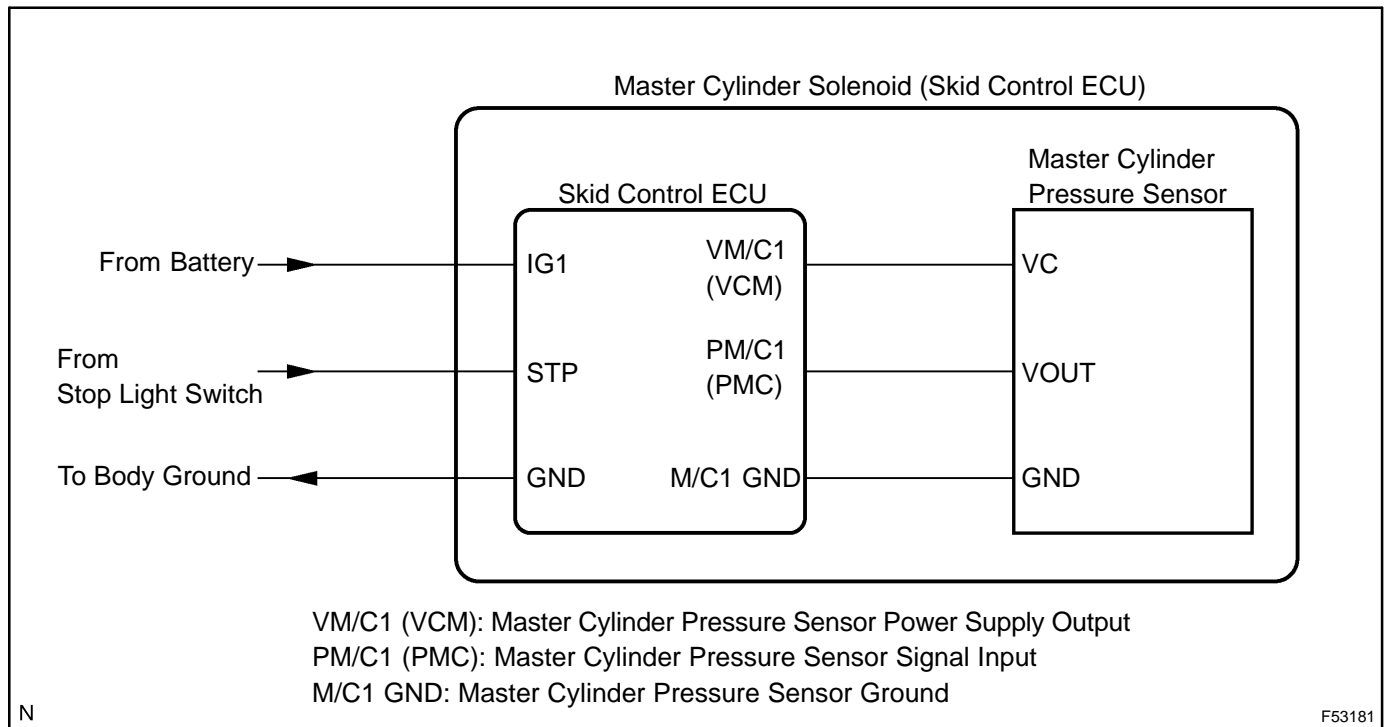 Master Cylinder Solenoid (Skid Control ECU)
Master Cylinder
Pressure Sensor
Skid Control ECU
From Battery
IG1
VM/C1
(VCM)
VC
From
Stop Light Switch
STP
PM/C1
(PMC)
VOUT
To Body Ground
GND
M/C1 GND
GND
VM/C1 (VCM): Master Cylinder Pressure Sensor Power Supply Output
PM/C1 (PMC): Master Cylinder Pressure Sensor Signal Input
M/C1 GND: Master Cylinder Pressure Sensor Ground
N
F53181